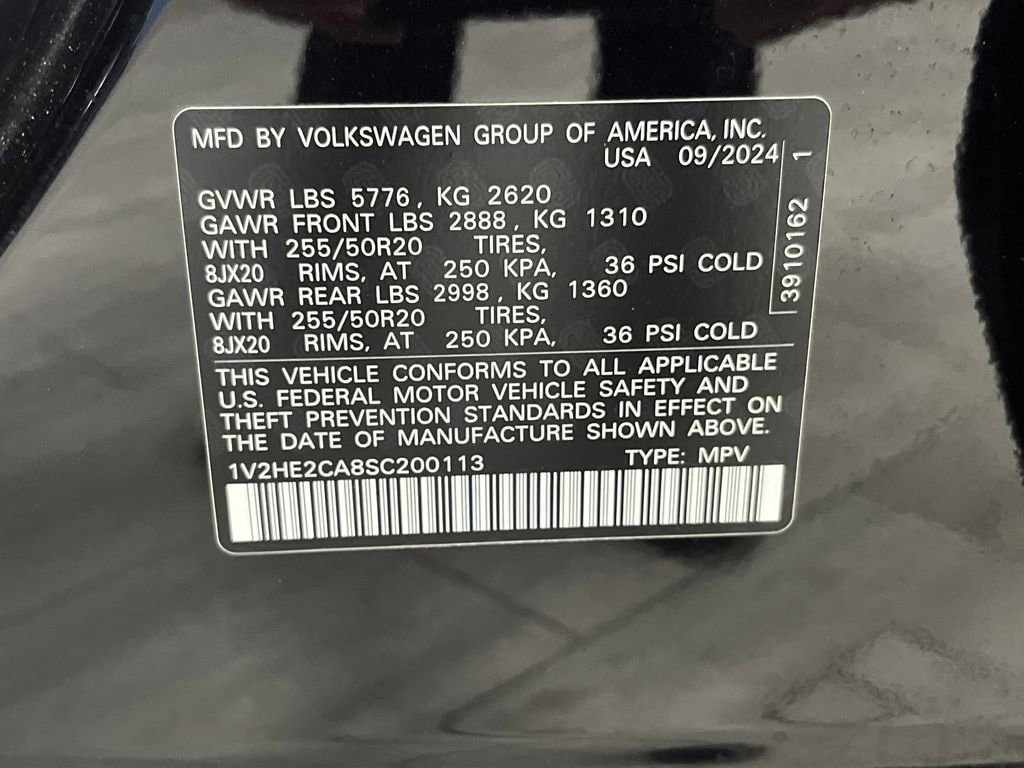 MFD BY VOLKSWAGEN GROUP OF AMERICA, INC.
USA 09/2024
GVWR LBS 5776, KG 2620
GAWR FRONT LBS 2888, KG 1310
WITH 255/50R20 TIRES,
8JX20 RIMS, AT 250 KPA, 36 PSI COLD
GAWR REAR LBS 2998, KG 1360
WITH 255/50R20 TIRES,
8JX20 RIMS, AT 250 KPA, 36 PSI COLD
THIS VEHICLE CONFORMS TO ALL APPLICABLE
U.S. FEDERAL MOTOR VEHICLE SAFETY AND
THEFT PREVENTION STANDARDS IN EFFECT ON
THE DATE OF MANUFACTURE SHOWN ABOVE.
1V2HE2CA8SC200113 TYPE: MPV
3910162 1